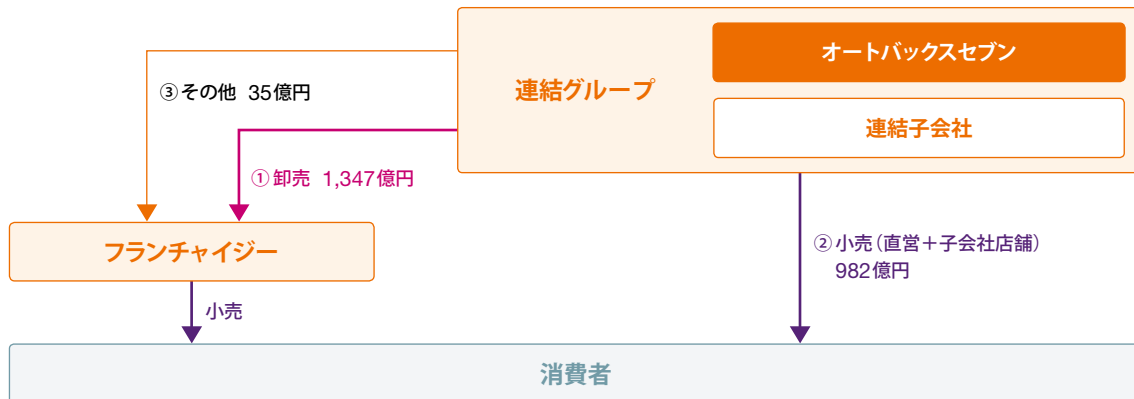 オートバックスセブン
連結グループ
連結子会社
③その他 35億円
①卸売 1,347億円
フランチャイジー
②小売(直営+子会社店舗)
982億円
小売
消費者